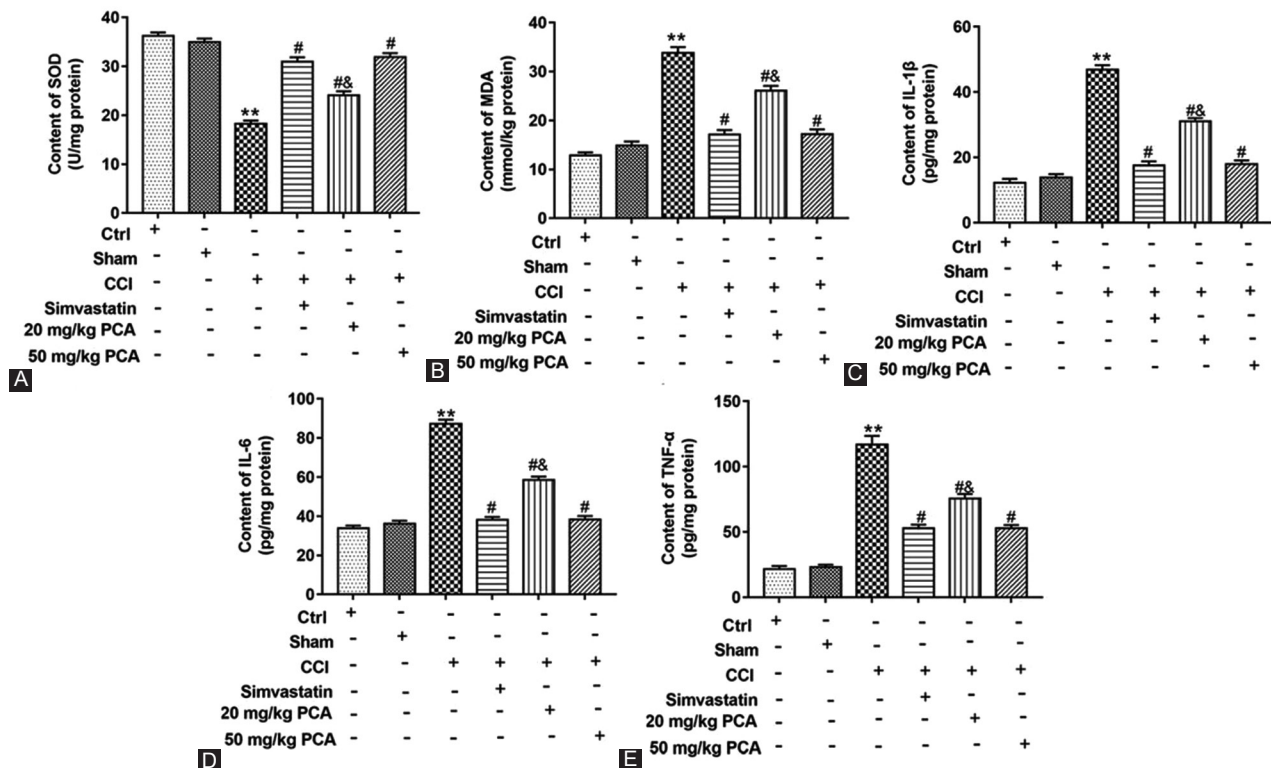 Content of SOD
(U/mg protein)
40
30
20
10
0
**
#
#&
#
Ctrl + - - - - -
Sham - + - - - -
CCI - - + + + +
Simvastatin - - - + - -
20 mg/kg PCA - - - - + -
50 mg/kg PCA - - - - - +
A
Content of MDA
(mmol/kg protein)
40
30
20
10
0
**
#
#&
#
Ctrl + - - - - -
Sham - + - - - -
CCI - - + + + +
Simvastatin - - - + - -
20 mg/kg PCA - - - - + -
50 mg/kg PCA - - - - - +
B
Content of IL-1β
(pg/mg protein)
60
40
20
0
**
#
#&
#
Ctrl + - - - - -
Sham - + - - - -
CCI - - + + + +
Simvastatin - - - + - -
20 mg/kg PCA - - - - + -
50 mg/kg PCA - - - - - +
C
Content of IL-6
(pg/mg protein)
100
80
60
40
20
0
**
#
#&
#
Ctrl + - - - - -
Sham - + - - - -
CCI - - + + + +
Simvastatin - - - + - -
20 mg/kg PCA - - - - + -
50 mg/kg PCA - - - - - +
D
Content of TNF-α
(pg/mg protein)
150
100
50
0
**
#
#&
#
Ctrl + - - - - -
Sham - + - - - -
CCI - - + + + +
Simvastatin - - - + - -
20 mg/kg PCA - - - - + -
50 mg/kg PCA - - - - - +
E